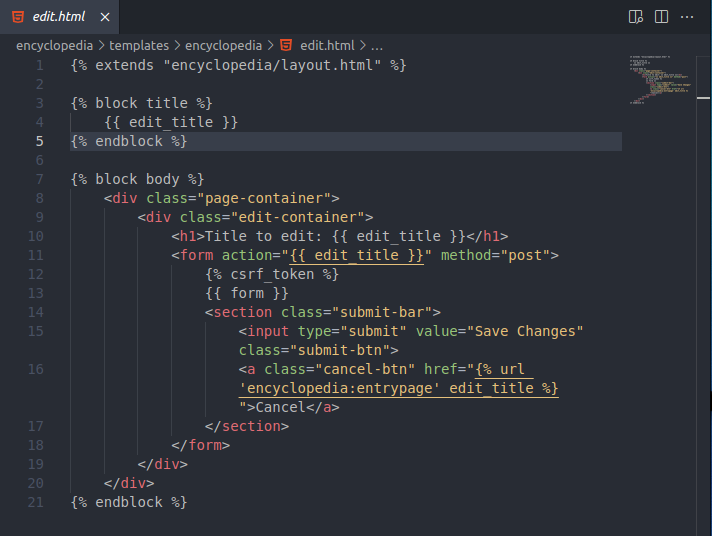 edit.html ×
encyclopedia > templates > encyclopedia > edit.html > ...
1 {% extends "encyclopedia/layout.html" %}
2
3 {% block title %}
4 {{ edit_title }}
5 {% endblock %}
6
7 {% block body %}
8 <div class="page-container">
9 <div class="edit-container">
10 <h1>Title to edit: {{ edit_title }}</h1>
11 <form action="{{ edit_title }}" method="post">
12 {% csrf_token %}
13 {{ form }}
14 <section class="submit-bar">
15 <input type="submit" value="Save Changes"
class="submit-btn">
16 <a class="cancel-btn" href="{% url
'encyclopedia:entrypage' edit_title %}
">Cancel</a>
17 </section>
18 </form>
19 </div>
20 </div>
21 {% endblock %}